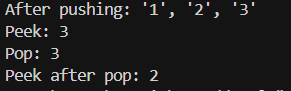 After pushing: '1', '2', '3'
Peek: 3
Pop: 3
Peek after pop: 2